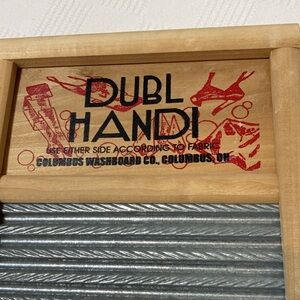 DUBL
HANDI
USE EITHER SIDE ACCORDING TO FABRIC
COLUMBUS WASHBOARD CO., COLUMBUS, OH